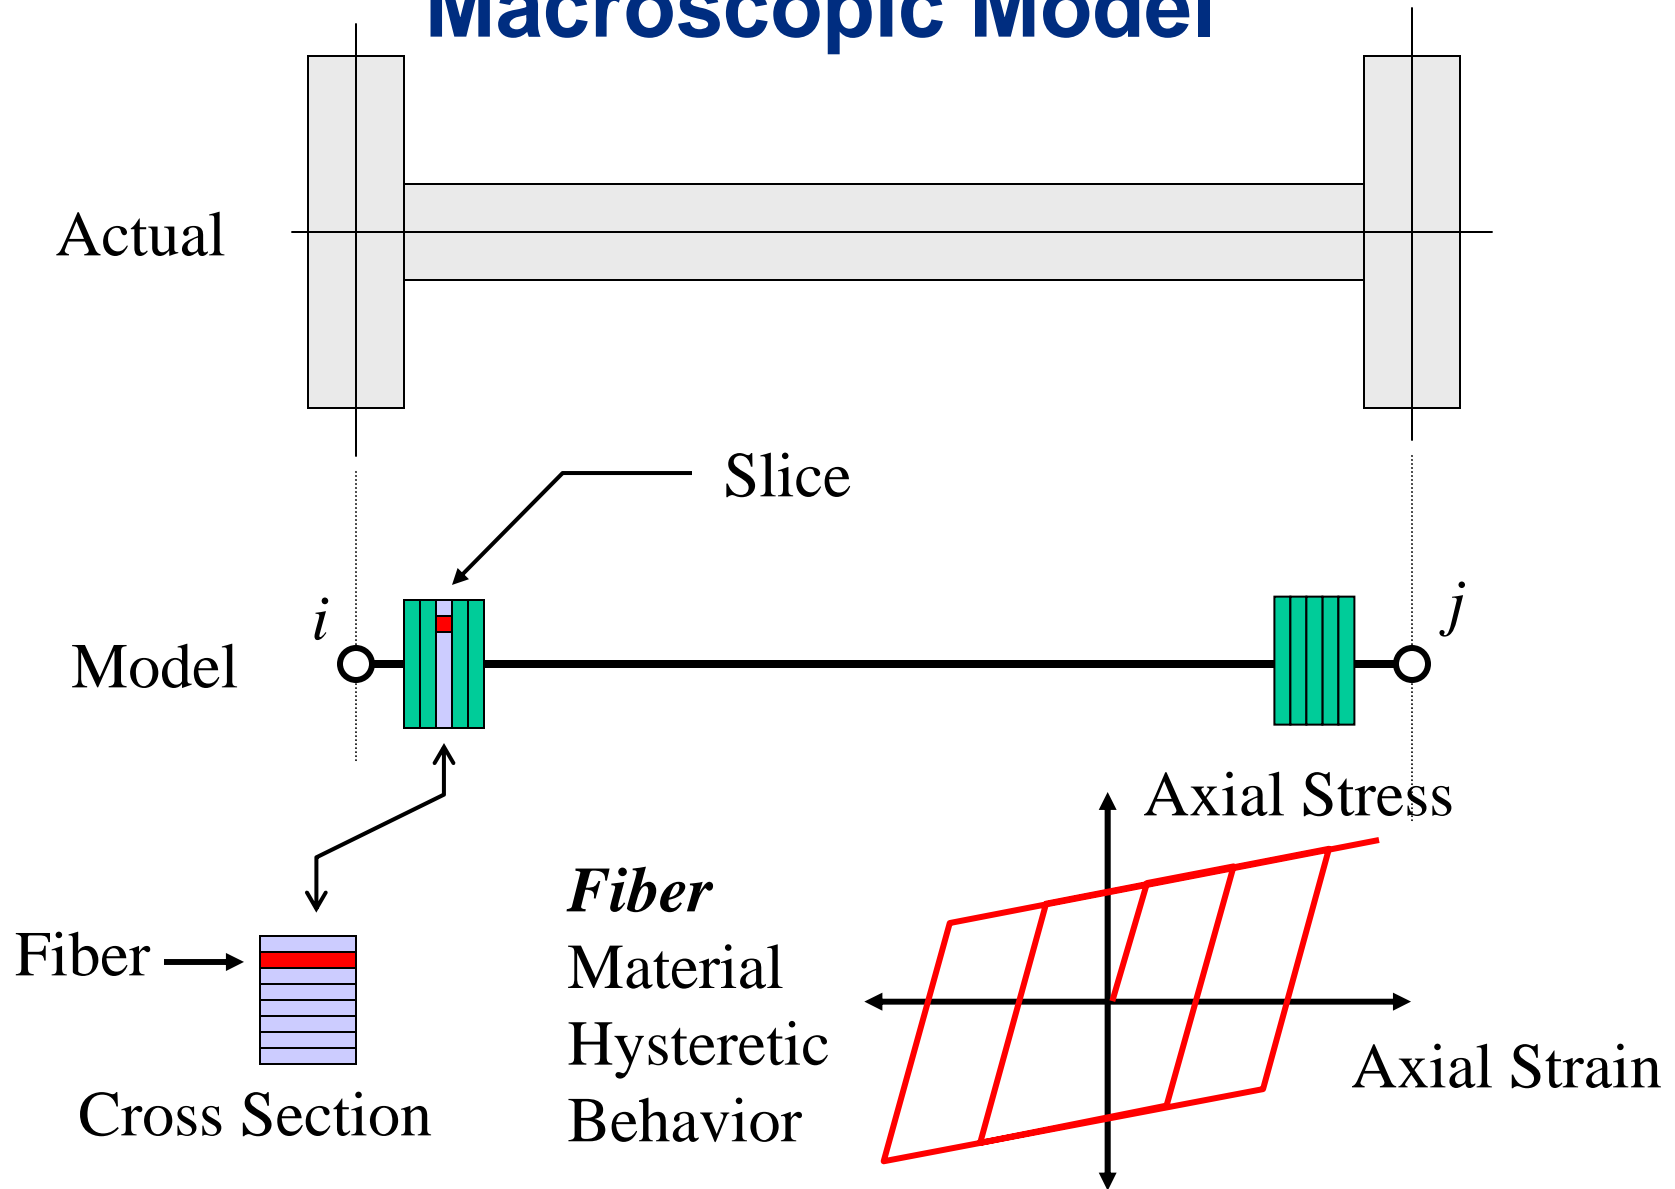 Macroscopic Model
Actual
Slice
i
j
Model
Axial Stress
Fiber
Fiber
Material
Hysteretic
Behavior
Axial Strain
Cross Section